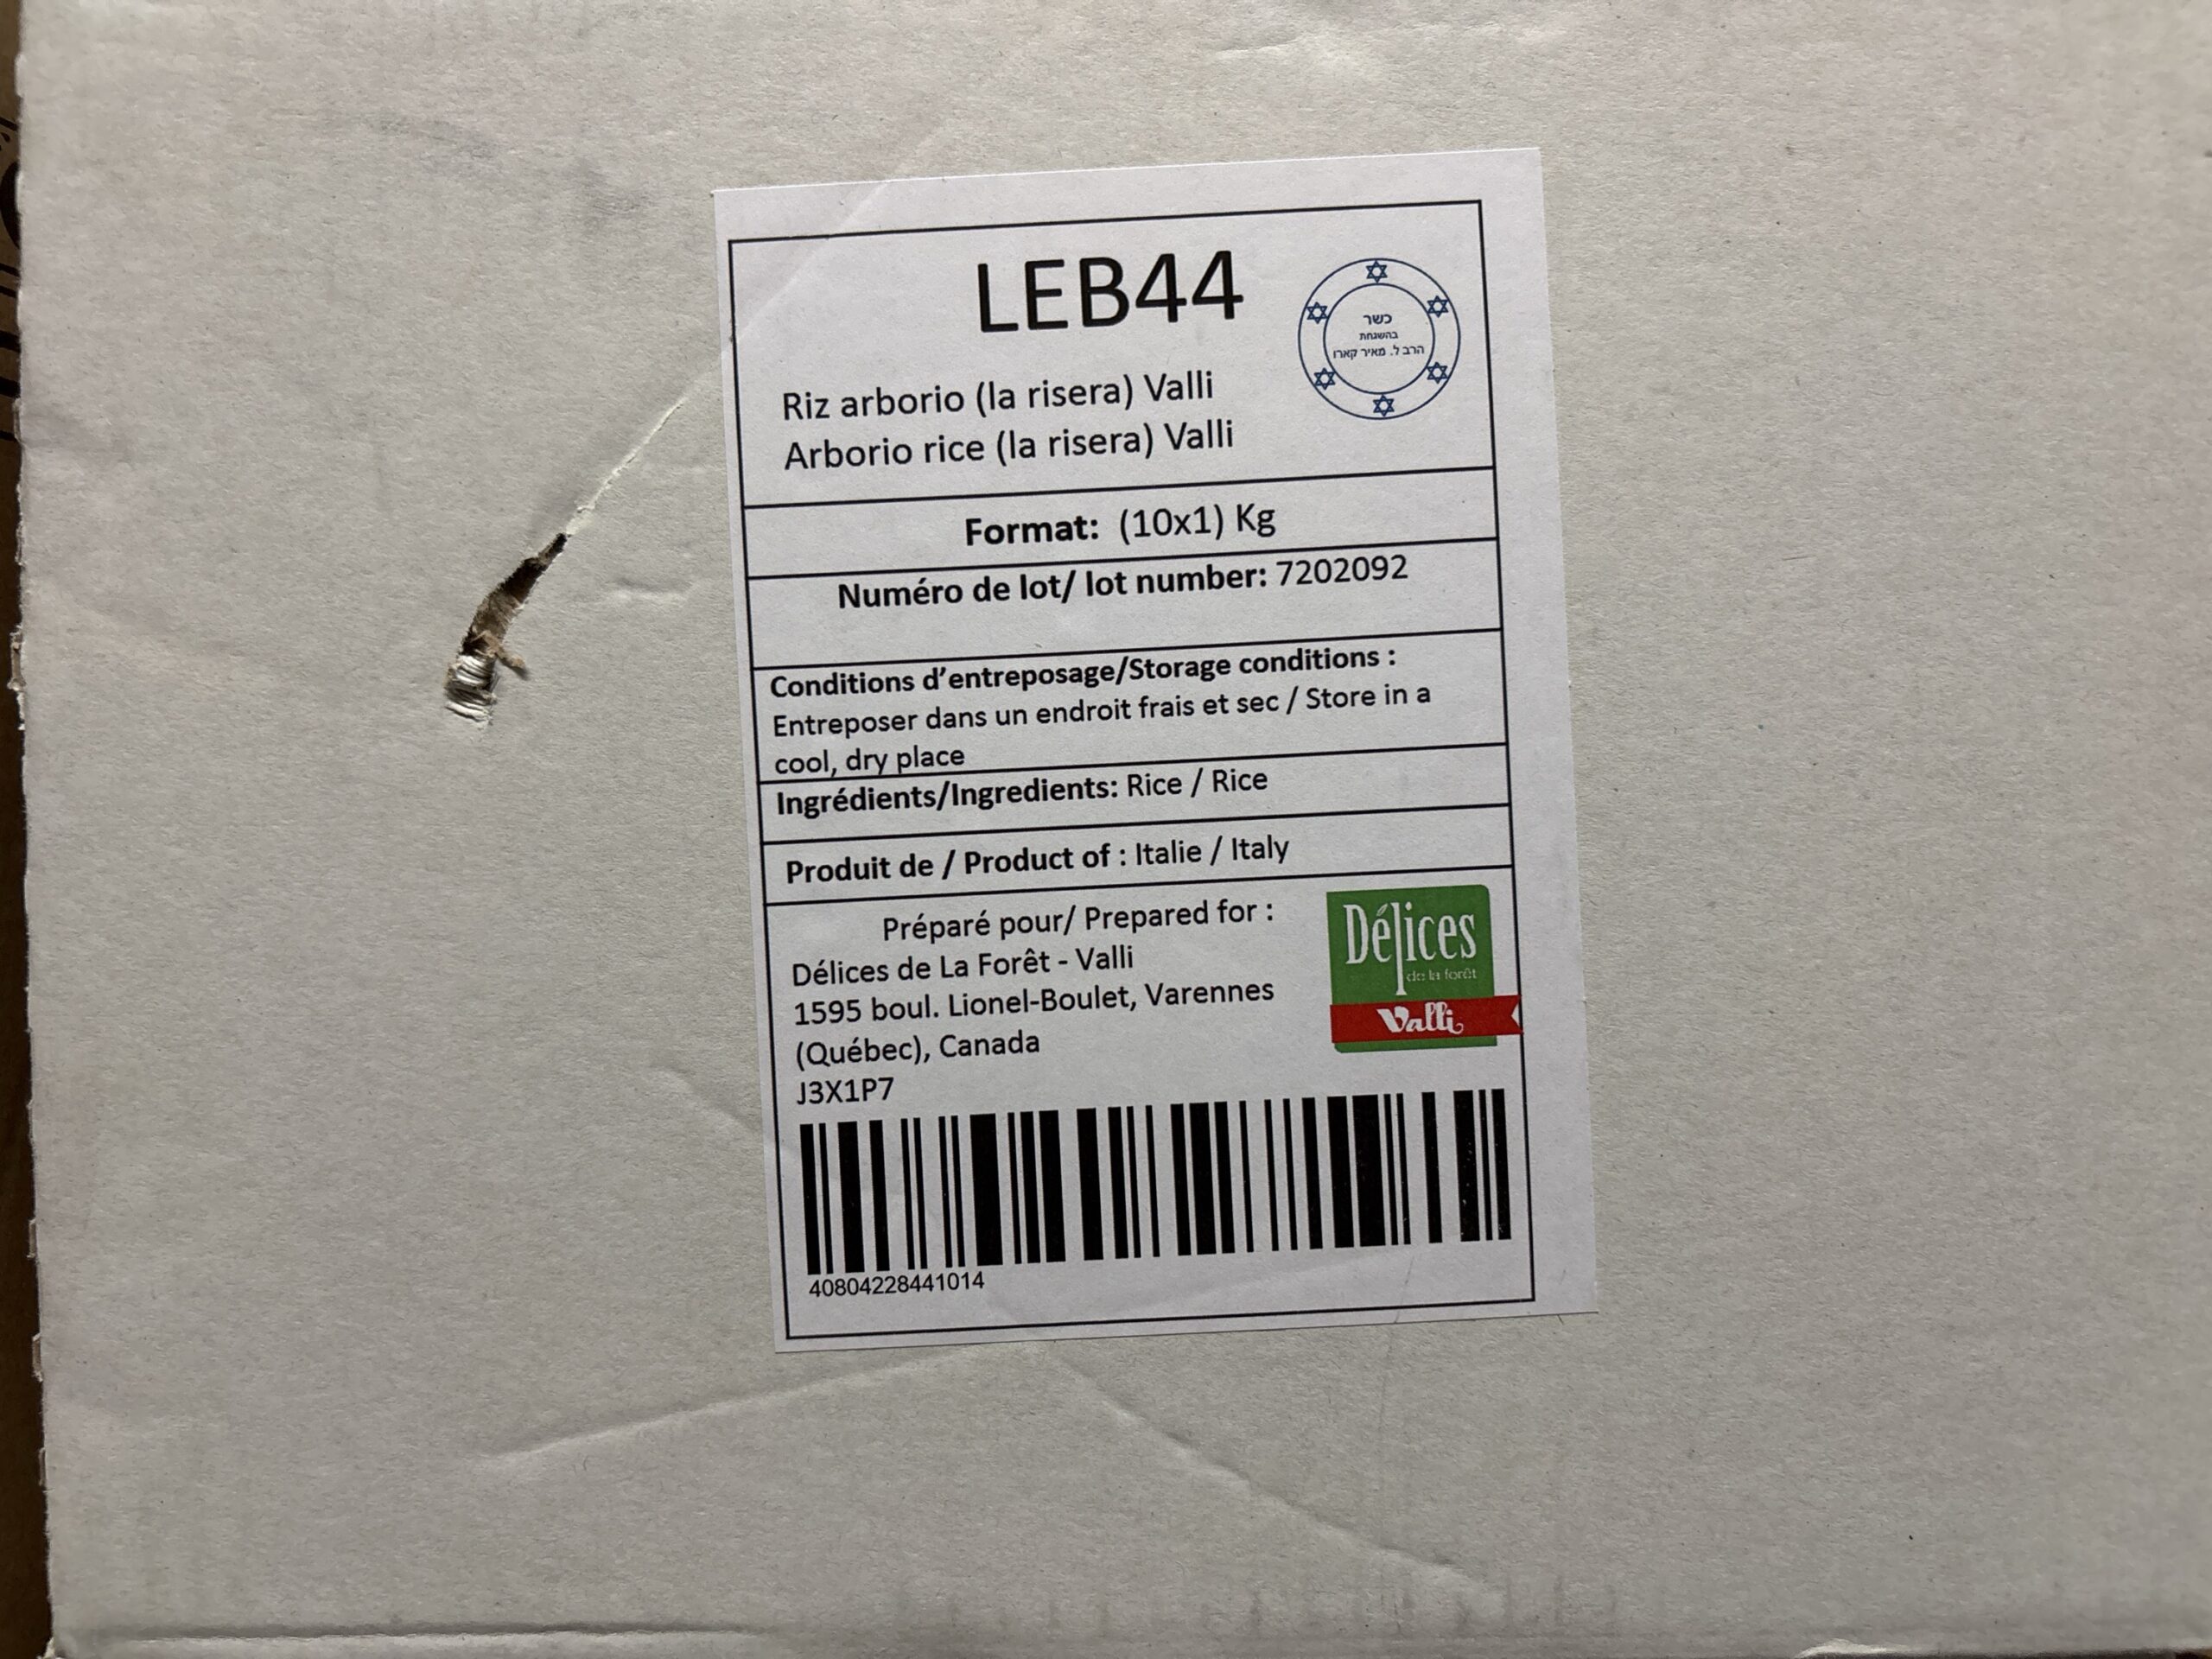 LEB44
כשר
בהשגחת
הרב ל. מאיר קארו
Riz arborio (la risera) Valli
Arborio rice (la risera) Valli
Format: (10x1) Kg
Numéro de lot/ lot number: 7202092
Conditions d’entreposage/Storage conditions :
Entreposer dans un endroit frais et sec / Store in a
cool, dry place
Ingrédients/Ingredients: Rice / Rice
Produit de / Product of : Italie / Italy
Préparé pour/ Prepared for :
Délices de La Forêt - Valli
1595 boul. Lionel-Boulet, Varennes
(Québec), Canada
J3X1P7
Délices
de la forêt
Valli
40804228441014